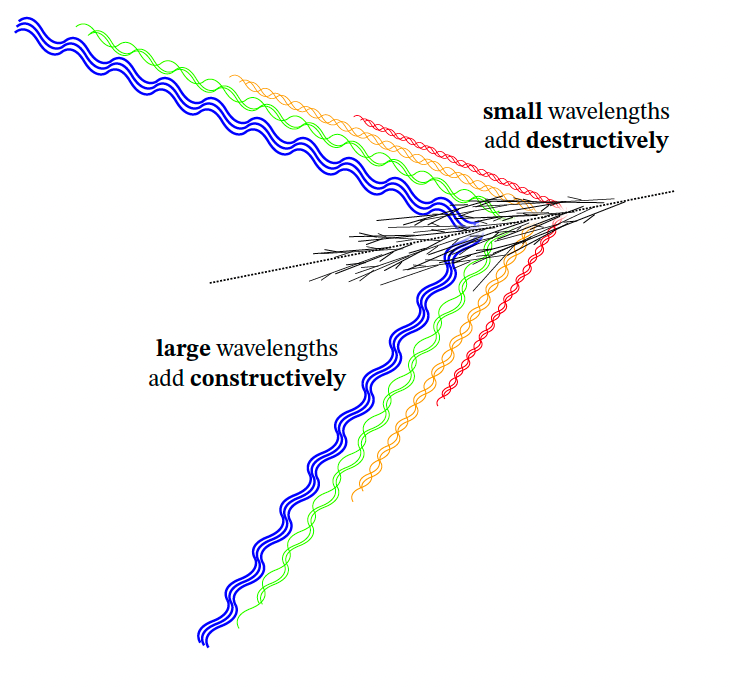 small wavelengths
add destructively
large wavelengths
add constructively